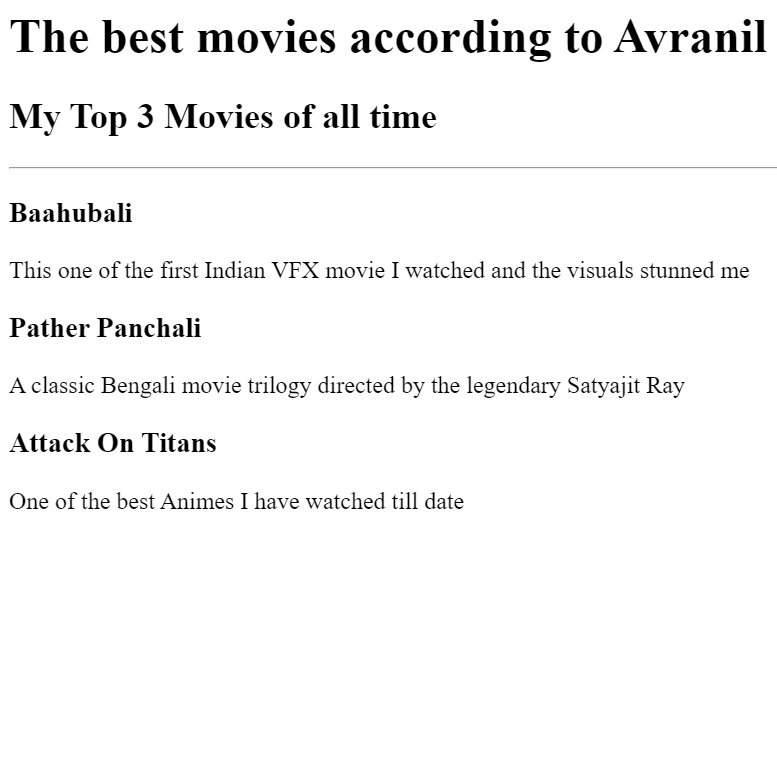 The best movies according to Avranil
My Top 3 Movies of all time
Baahubali
This one of the first Indian VFX movie I watched and the visuals stunned me
Pather Panchali
A classic Bengali movie trilogy directed by the legendary Satyajit Ray
Attack On Titans
One of the best Animes I have watched till date